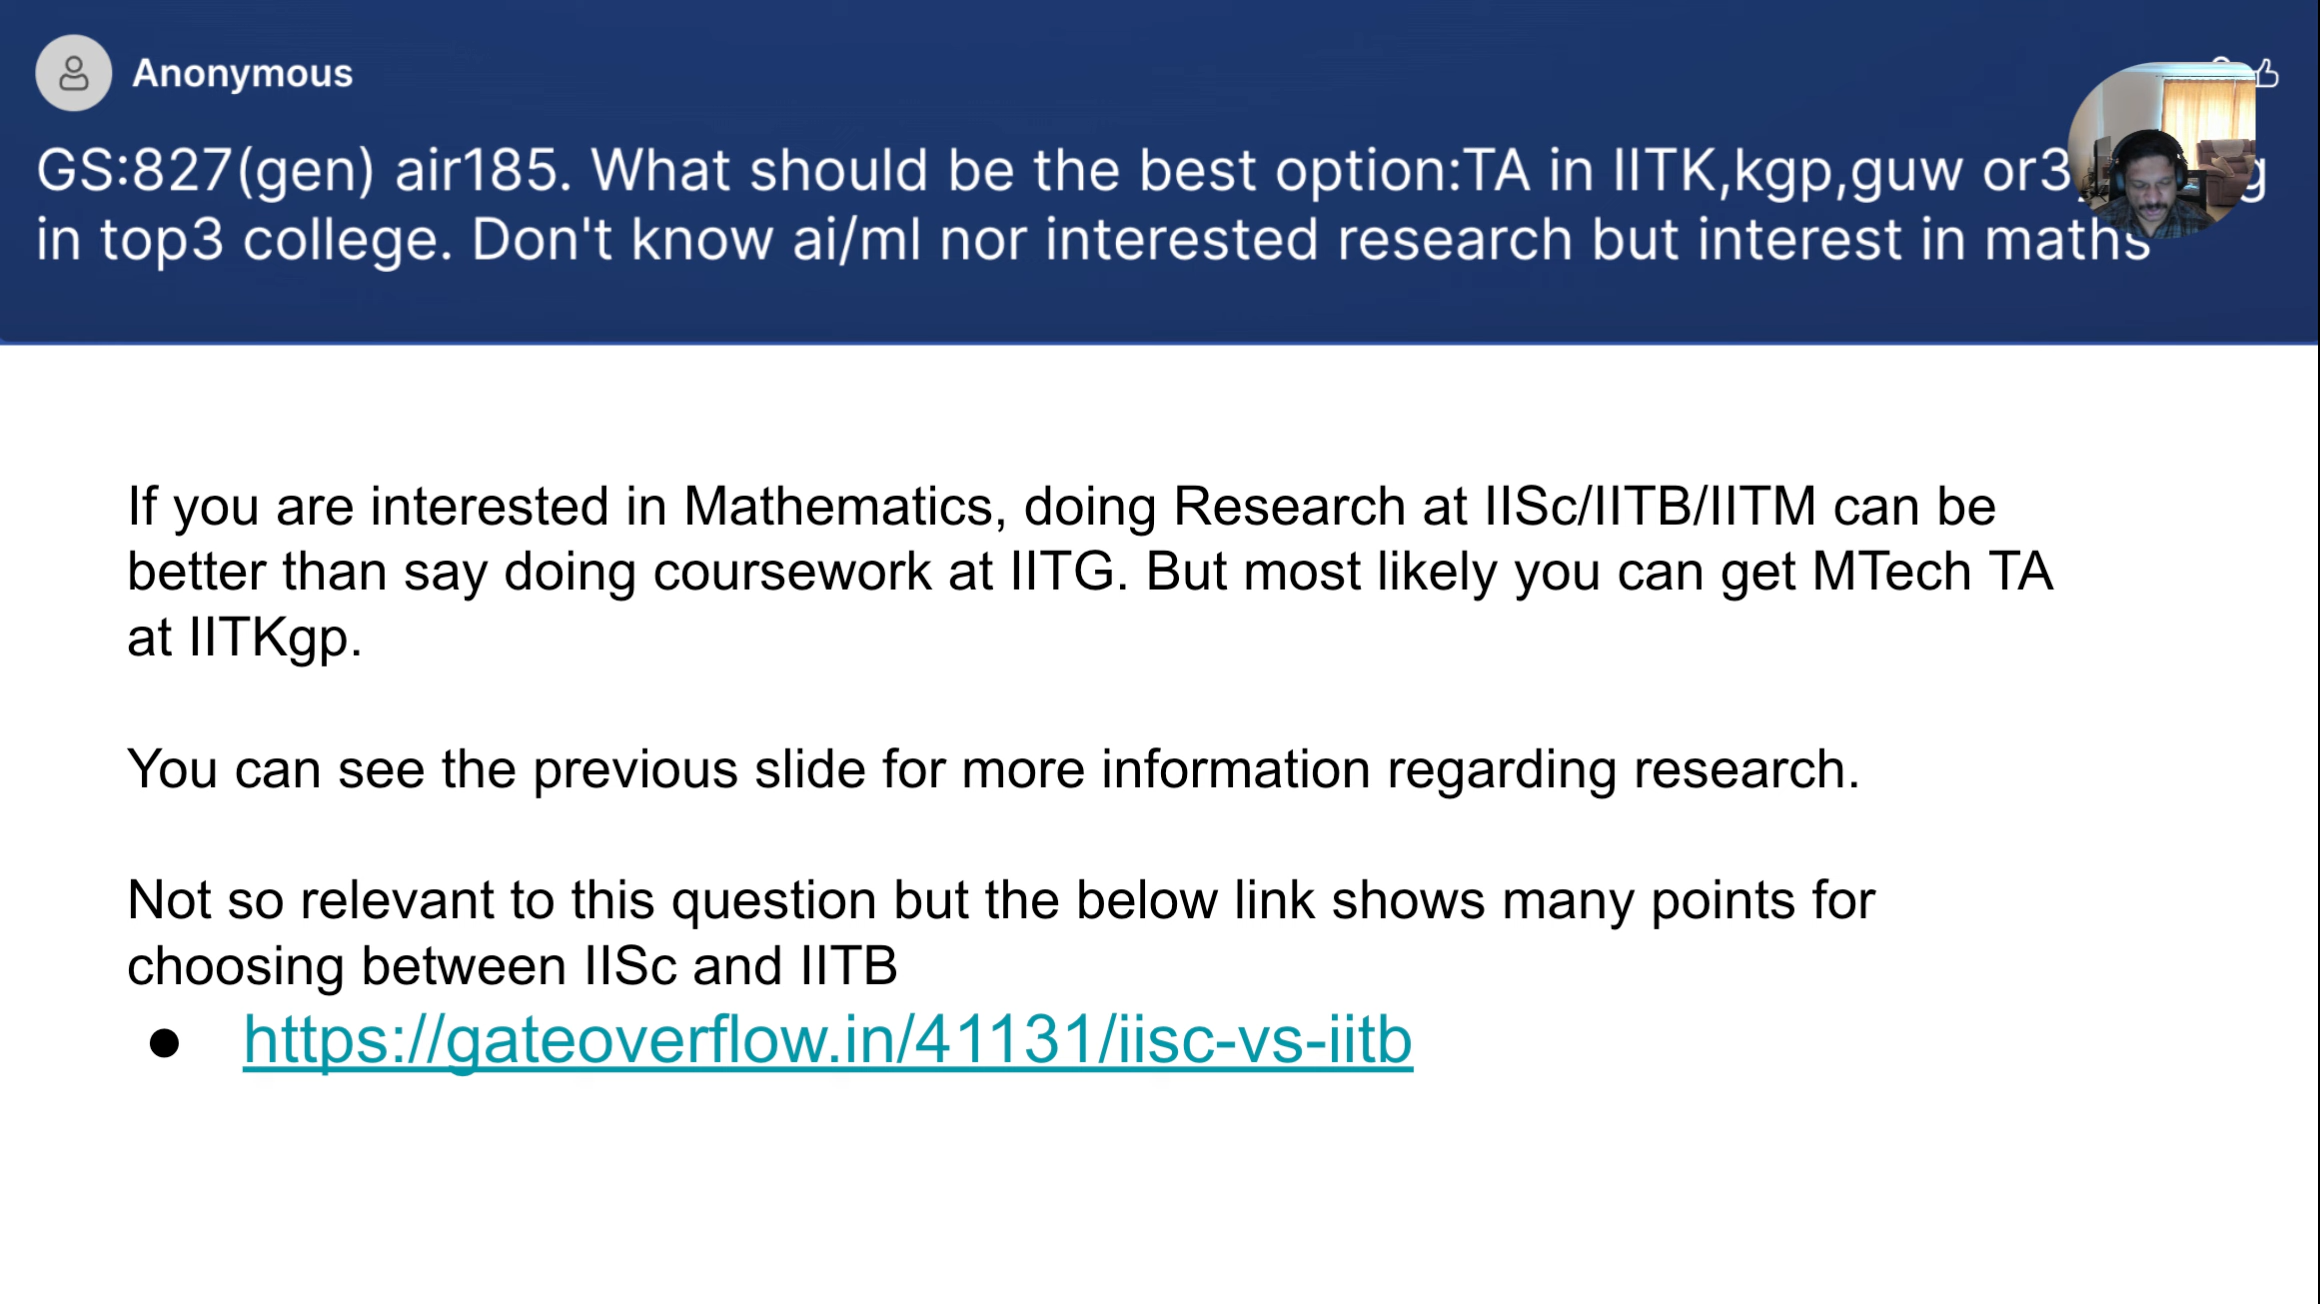 Anonymous
GS:827(gen) air185. What should be the best option:TA in IITK,kgp,guw or3
in top3 college. Don't know ai/ml nor interested research but interest in maths
If you are interested in Mathematics, doing Research at IISc/IITB/IITM can be
better than say doing coursework at IITG. But most likely you can get MTech TA
at IITKgp.
You can see the previous slide for more information regarding research.
Not so relevant to this question but the below link shows many points for
choosing between IISc and IITB
● https://gateoverflow.in/41131/iisc-vs-iitb